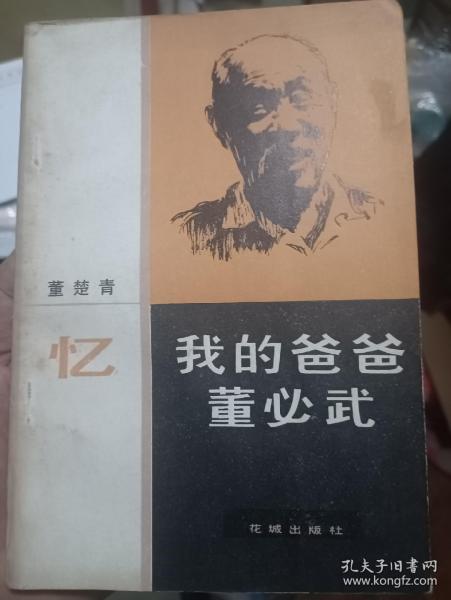 董楚青
忆
我的爸爸
董必武
花城出版社
孔夫子旧书网
www.kongfz.com